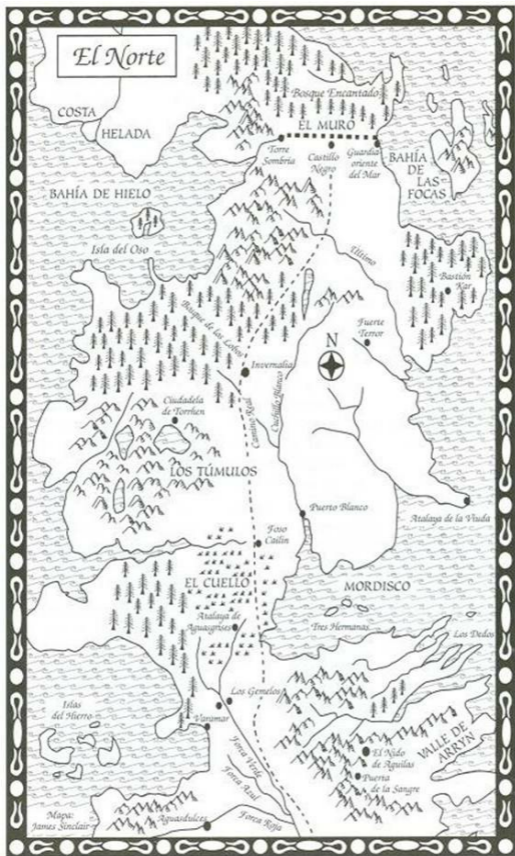 El Norte
Bosque Encantado
COSTA
HELADA
EL MURO
Torre
Sombría
Castillo
Negro
Guardia
oriente
del Mar
BAHÍA
DE
LAS
FOCAS
BAHÍA DE HIELO
Isla del Oso
Último
Bastión
Kar
Bosque de los Lobos
Fuerte
Terror
N
Invernalia
Ciudadela
de Torrhen
Camino Real
Cuchillo Blanco
LOS TÚMULOS
Puerto Blanco
Atalaya de la Viuda
Foso
Cailin
EL CUELLO
MORDISCO
Atalaya
de Aguasgrises
Tres Hermanas
Los Dedos
Islas
del Hierro
Los Gemelos
Varamar
VALLE DE
ARRYN
El Nido
de Águilas
Puerta
de la Sangre
Forca Verde
Forca Azul
Mapa:
James Sinclair
Aguasdulces
Forca Roja